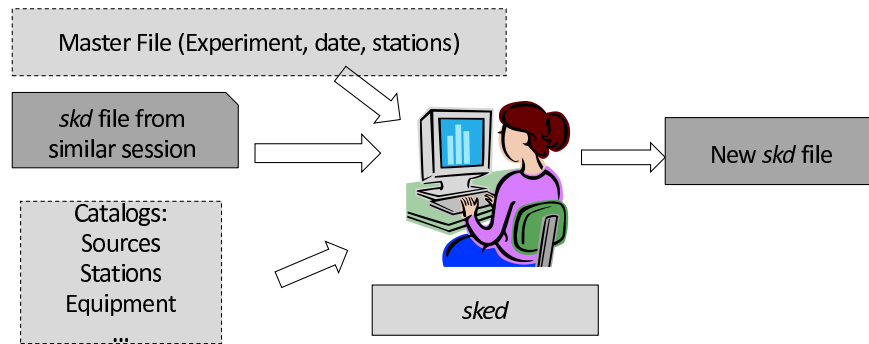 Master File (Experiment, date, stations)
skd file from
similar session
New skd file
Catalogs:
Sources
Stations
Equipment
...
sked